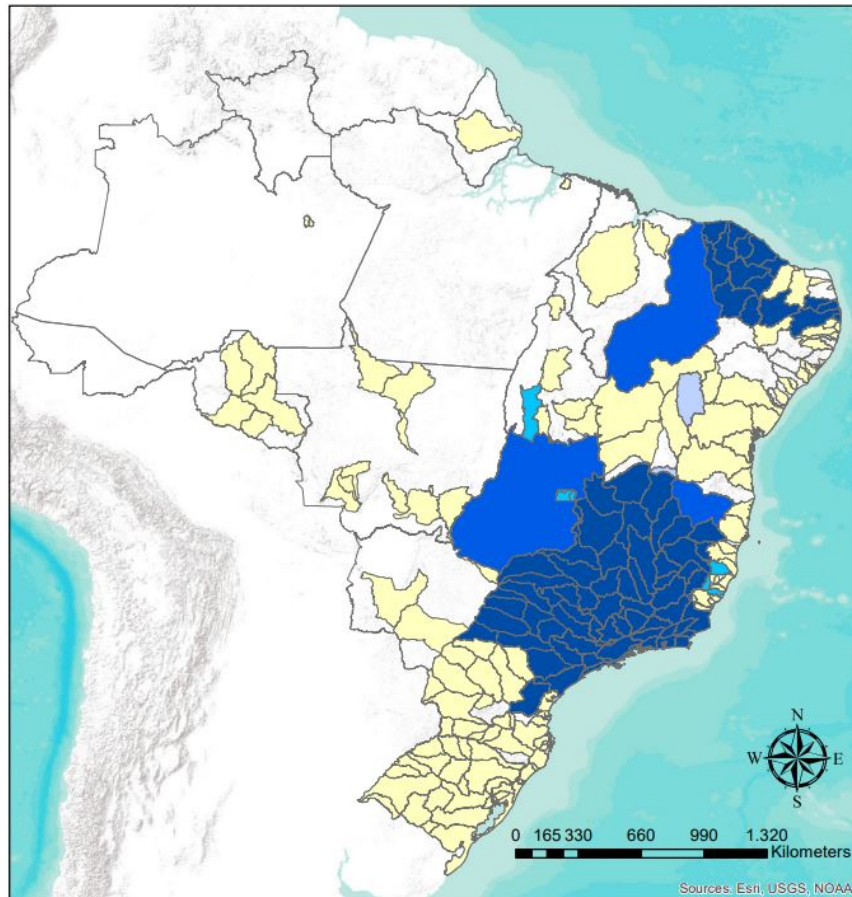 N
W E
S
0 165 330 660 990 1.320
Kilometers
Sources: Esri, USGS, NOAA